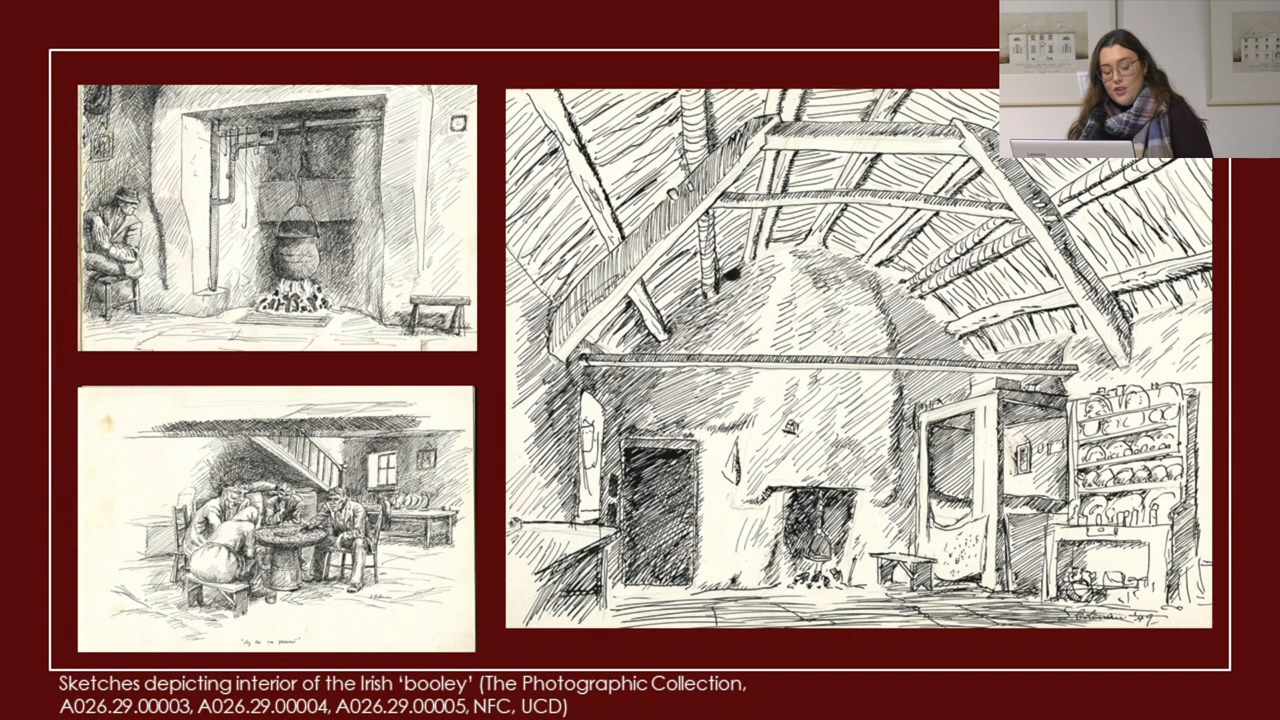 Lenovo
Sketches depicting interior of the Irish ‘booley’ (The Photographic Collection,
A026.29.00003, A026.29.00004, A026.29.00005, NFC, UCD)